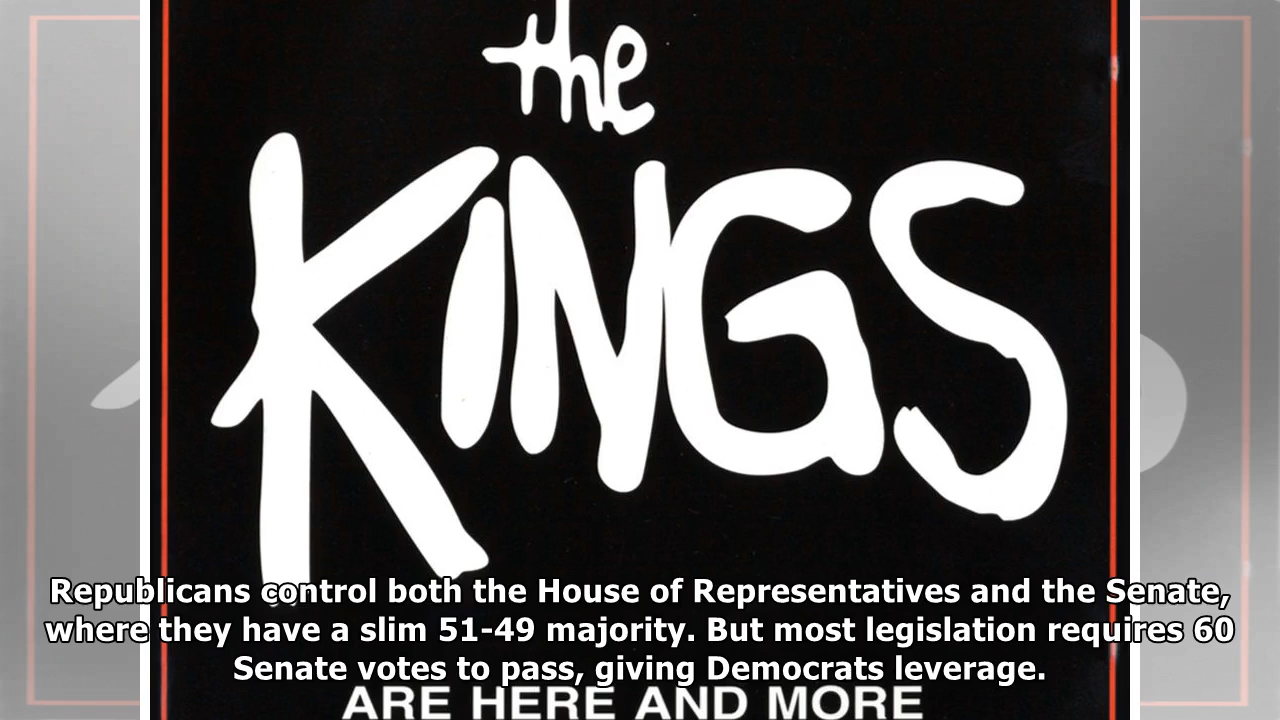 the
KINGS
Republicans control both the House of Representatives and the Senate,
where they have a slim 51-49 majority. But most legislation requires 60
Senate votes to pass, giving Democrats leverage.
ARE HERE AND MORE